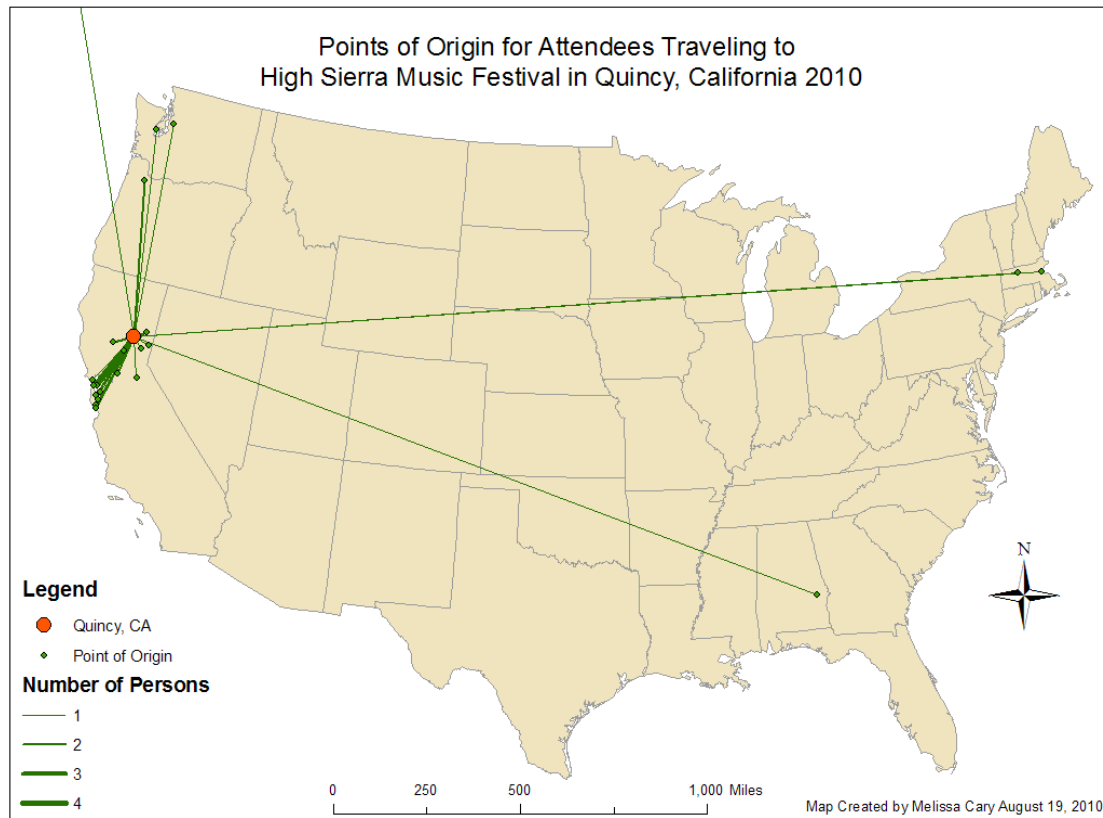 Points of Origin for Attendees Traveling to
High Sierra Music Festival in Quincy, California 2010
N
Legend
Quincy, CA
Point of Origin
Number of Persons
1
2
3
4
0 250 500 1,000 Miles
Map Created by Melissa Cary August 19, 2010